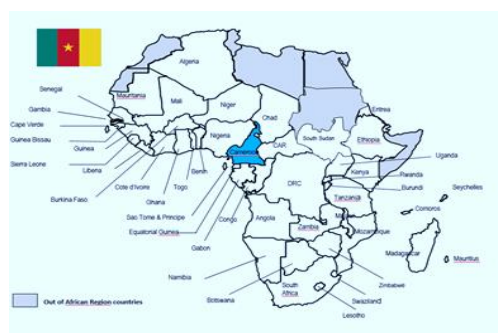 Algeria
Senegal
Mauritania
Mali
Niger
Eritrea
Gambia
Chad
Cape Verde
Nigeria
Ethiopia
Guinea Bissau
South Sudan
Guinea
CAR
Uganda
Cameroon
Sierra Leone
Liberia
Benin
Kenya
Rwanda
Cote d'Ivoire
Togo
DRC
Burundi
Burkina Faso
Ghana
Tanzania
Seychelles
Sao Tome & Principe
Congo
Comoros
Equatorial Guinea
Angola
Gabon
Zambia
Mozambique
Madagascar
Mauritius
Namibia
Zimbabwe
Botswana
South
Africa
Swaziland
Lesotho
Out of African Region countries